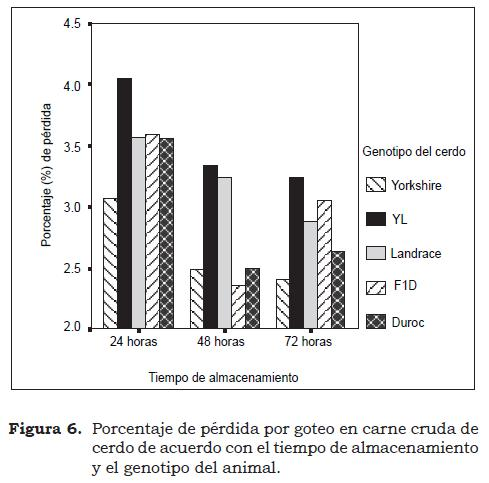 4.5
4.0
3.5
3.0
2.5
2.0
Porcentaje (%) de pérdida
24 horas
48 horas
72 horas
Tiempo de almacenamiento
Genotipo del cerdo
Yorkshire
YL
Landrace
F1D
Duroc
Figura 6. Porcentaje de pérdida por goteo en carne cruda de
cerdo de acuerdo con el tiempo de almacenamiento
y el genotipo del animal.